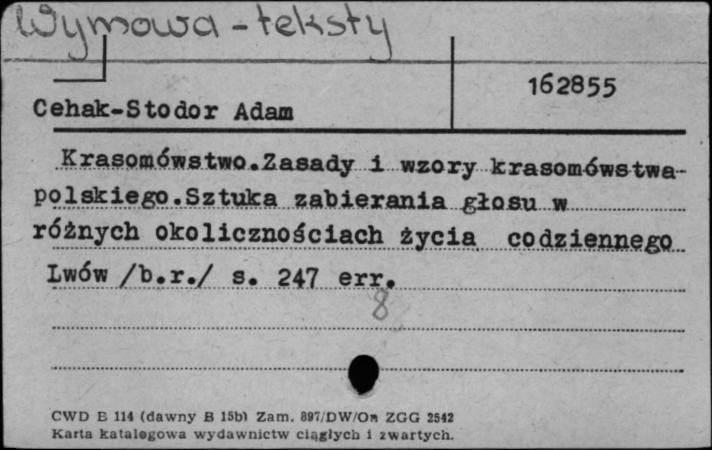 Wymowa - teksty
162855
Cehak-Stodor Adam
Krasomówstwo.Zasady i wzory krasomówstwa
polskiego.Sztuka zabierania głosu w
różnych okolicznościach życia codziennego
Lwów /b.r./ s. 247 err.
8
CWD E 114 (dawny B 15b) Zam. 897/DW/On ZGG 2542
Karta katalogowa wydawnictw ciągłych i zwartych.